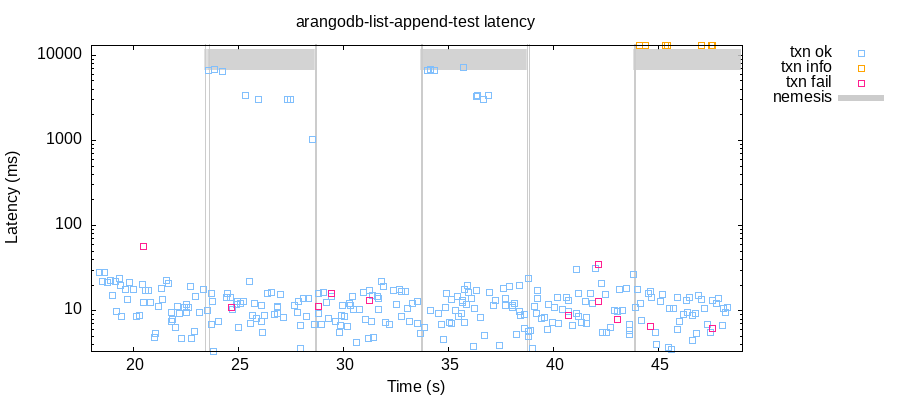 arangodb-list-append-test latency
10000
1000
100
10
20
25
30
35
40
45
Latency (ms)
Time (s)
txn ok
txn info
txn fail
nemesis